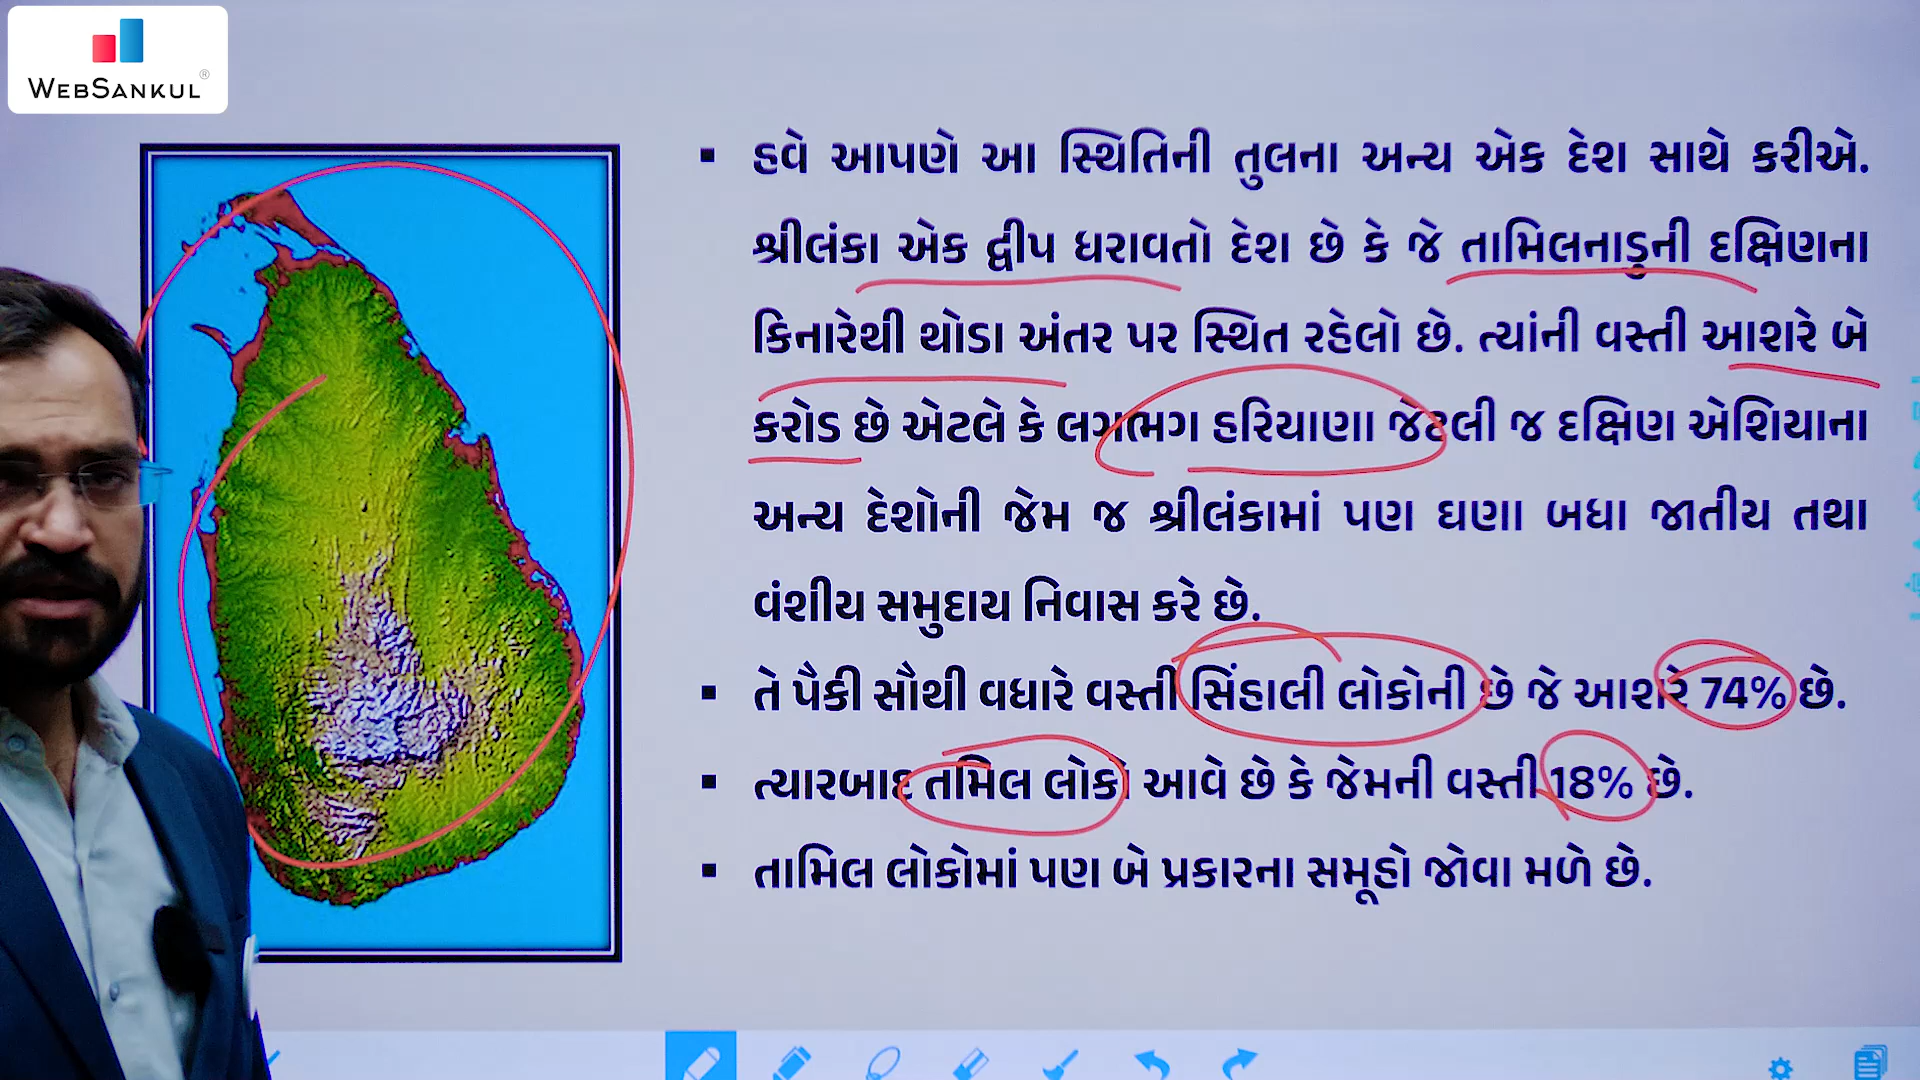 WEBSANKUL®
▪ હવે આપણે આ સ્થિતિની તુલના અન્ય એક દેશ સાથે કરીએ.
શ્રીલંકા એક દ્વીપ ધરાવતો દેશ છે કે જે તામિલનાડુની દક્ષિણના
કિનારેથી થોડા અંતર પર સ્થિત રહેલો છે. ત્યાંની વસ્તી આશરે બે
કરોડ છે એટલે કે લગભગ હરિયાણા જેટલી જ દક્ષિણ એશિયાના
અન્ય દેશોની જેમ જ શ્રીલંકામાં પણ ઘણા બધા જાતીય તથા
વંશીય સમુદાય નિવાસ કરે છે.
▪ તે પૈકી સૌથી વધારે વસ્તી સિંહાલી લોકોની છે જે આશરે 74% છે.
▪ ત્યારબાદ તમિલ લોકો આવે છે કે જેમની વસ્તી 18% છે.
▪ તામિલ લોકોમાં પણ બે પ્રકારના સમૂહો જોવા મળે છે.